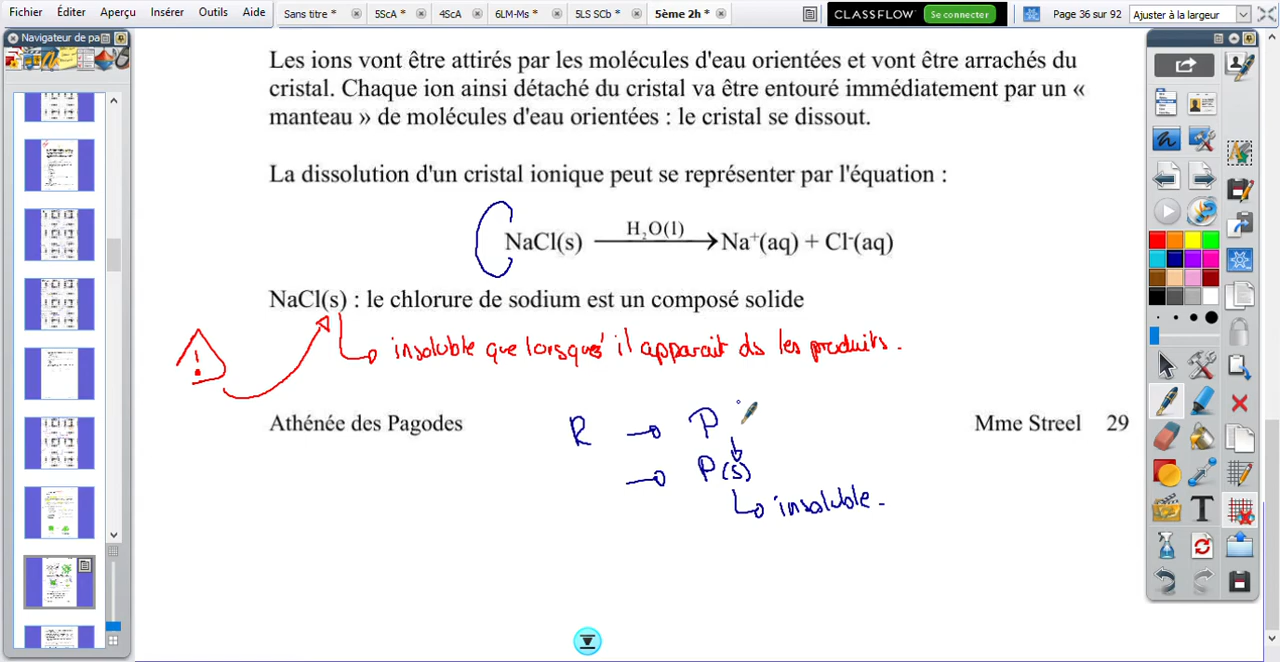 Fichier Éditer Aperçu Insérer Outils Aide Sans titre * 5ScA * 4ScA 6LM-Ms * 5LS SCb * 5ème 2h * CLASSFLOW Se connecter Page 36 sur 92 Ajuster à la largeur
Navigateur de pa
Les ions vont être attirés par les molécules d'eau orientées et vont être arrachés du
cristal. Chaque ion ainsi détaché du cristal va être entouré immédiatement par un «
manteau » de molécules d'eau orientées : le cristal se dissout.
La dissolution d'un cristal ionique peut se représenter par l'équation :
H₂O(l)
NaCl(s) ⟶ Na⁺(aq) + Cl⁻(aq)
NaCl(s) : le chlorure de sodium est un composé solide
! insoluble que lorsqu'il apparait ds les produits.
R → P
Athénée des Pagodes Mme Streel 29
→ P(s)
insoluble.